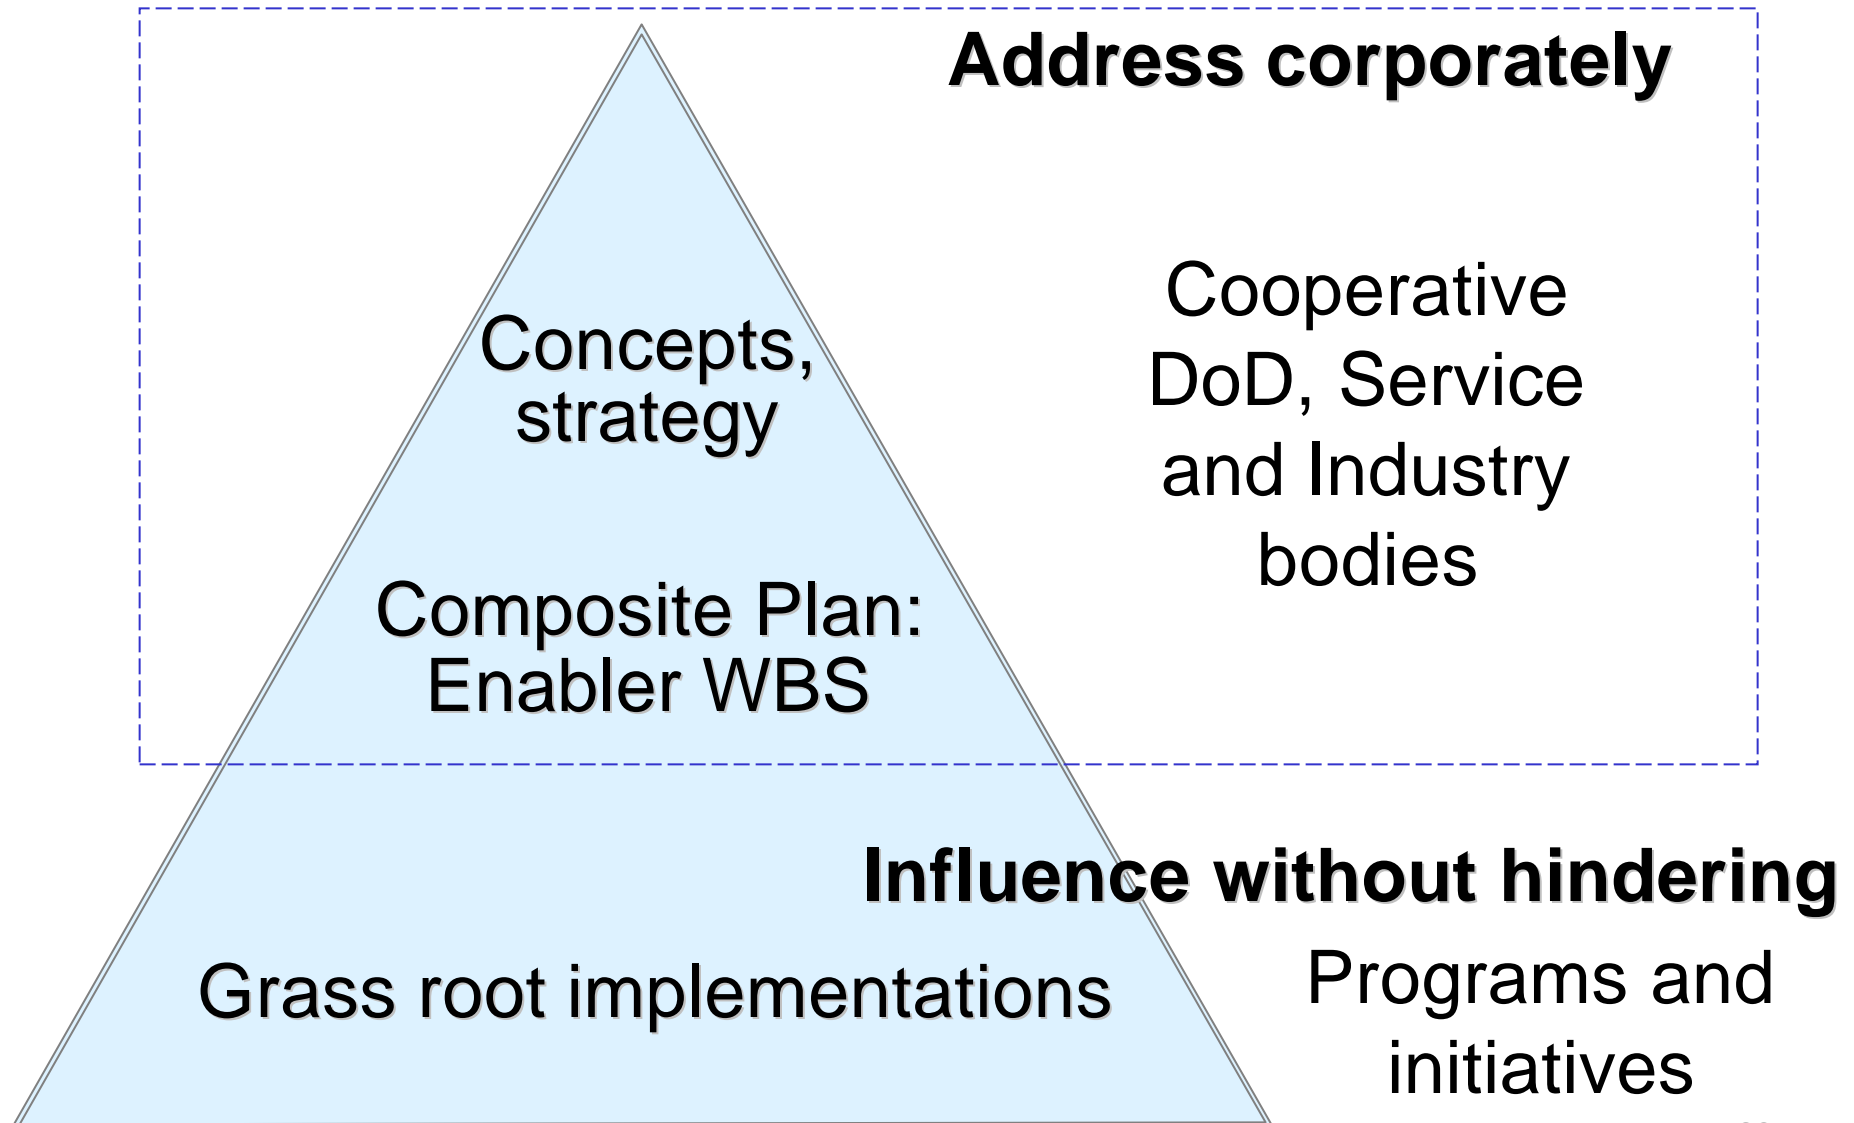 Address corporately
Concepts,
strategy
Composite Plan:
Enabler WBS
Cooperative
DoD, Service
and Industry
bodies
Influence without hindering
Grass root implementations
Programs and
initiatives